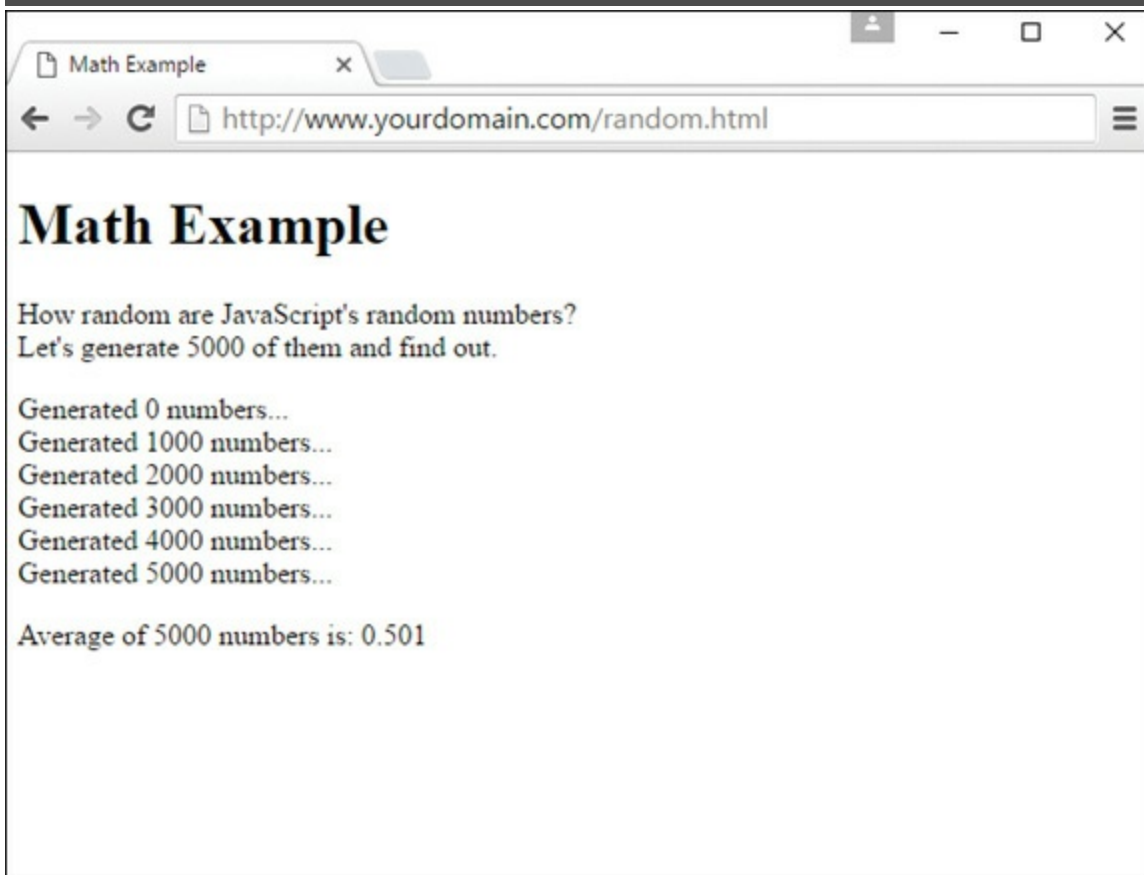 Math Example
http://www.yourdomain.com/random.html
Math Example
How random are JavaScript's random numbers?
Let's generate 5000 of them and find out.
Generated 0 numbers...
Generated 1000 numbers...
Generated 2000 numbers...
Generated 3000 numbers...
Generated 4000 numbers...
Generated 5000 numbers...
Average of 5000 numbers is: 0.501